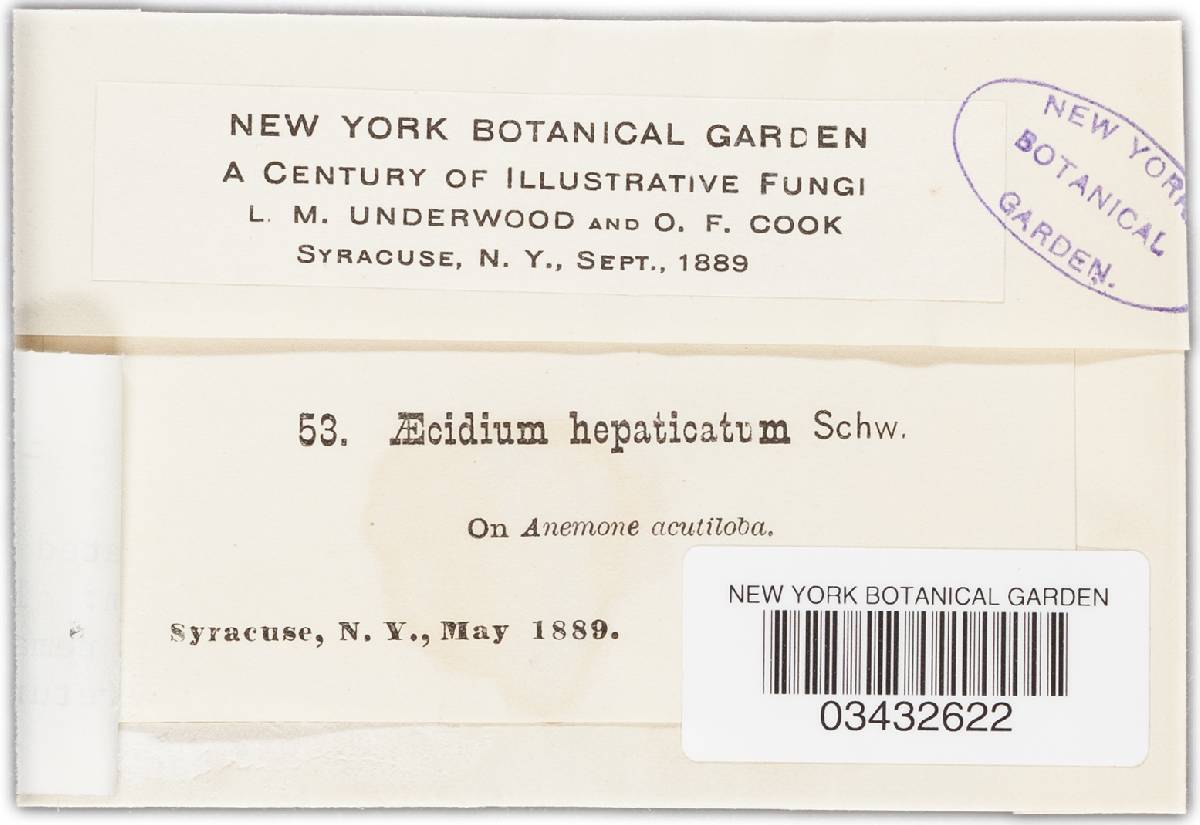 NEW YORK BOTANICAL GARDEN
A CENTURY OF ILLUSTRATIVE FUNGI
L. M. UNDERWOOD AND O. F. COOK
SYRACUSE, N. Y., SEPT., 1889
NEW YORK
BOTANICAL
GARDEN.
53. Æcidium hepaticatum Schw.
On Anemone acutiloba.
Syracuse, N. Y., May 1889.
NEW YORK BOTANICAL GARDEN
03432622